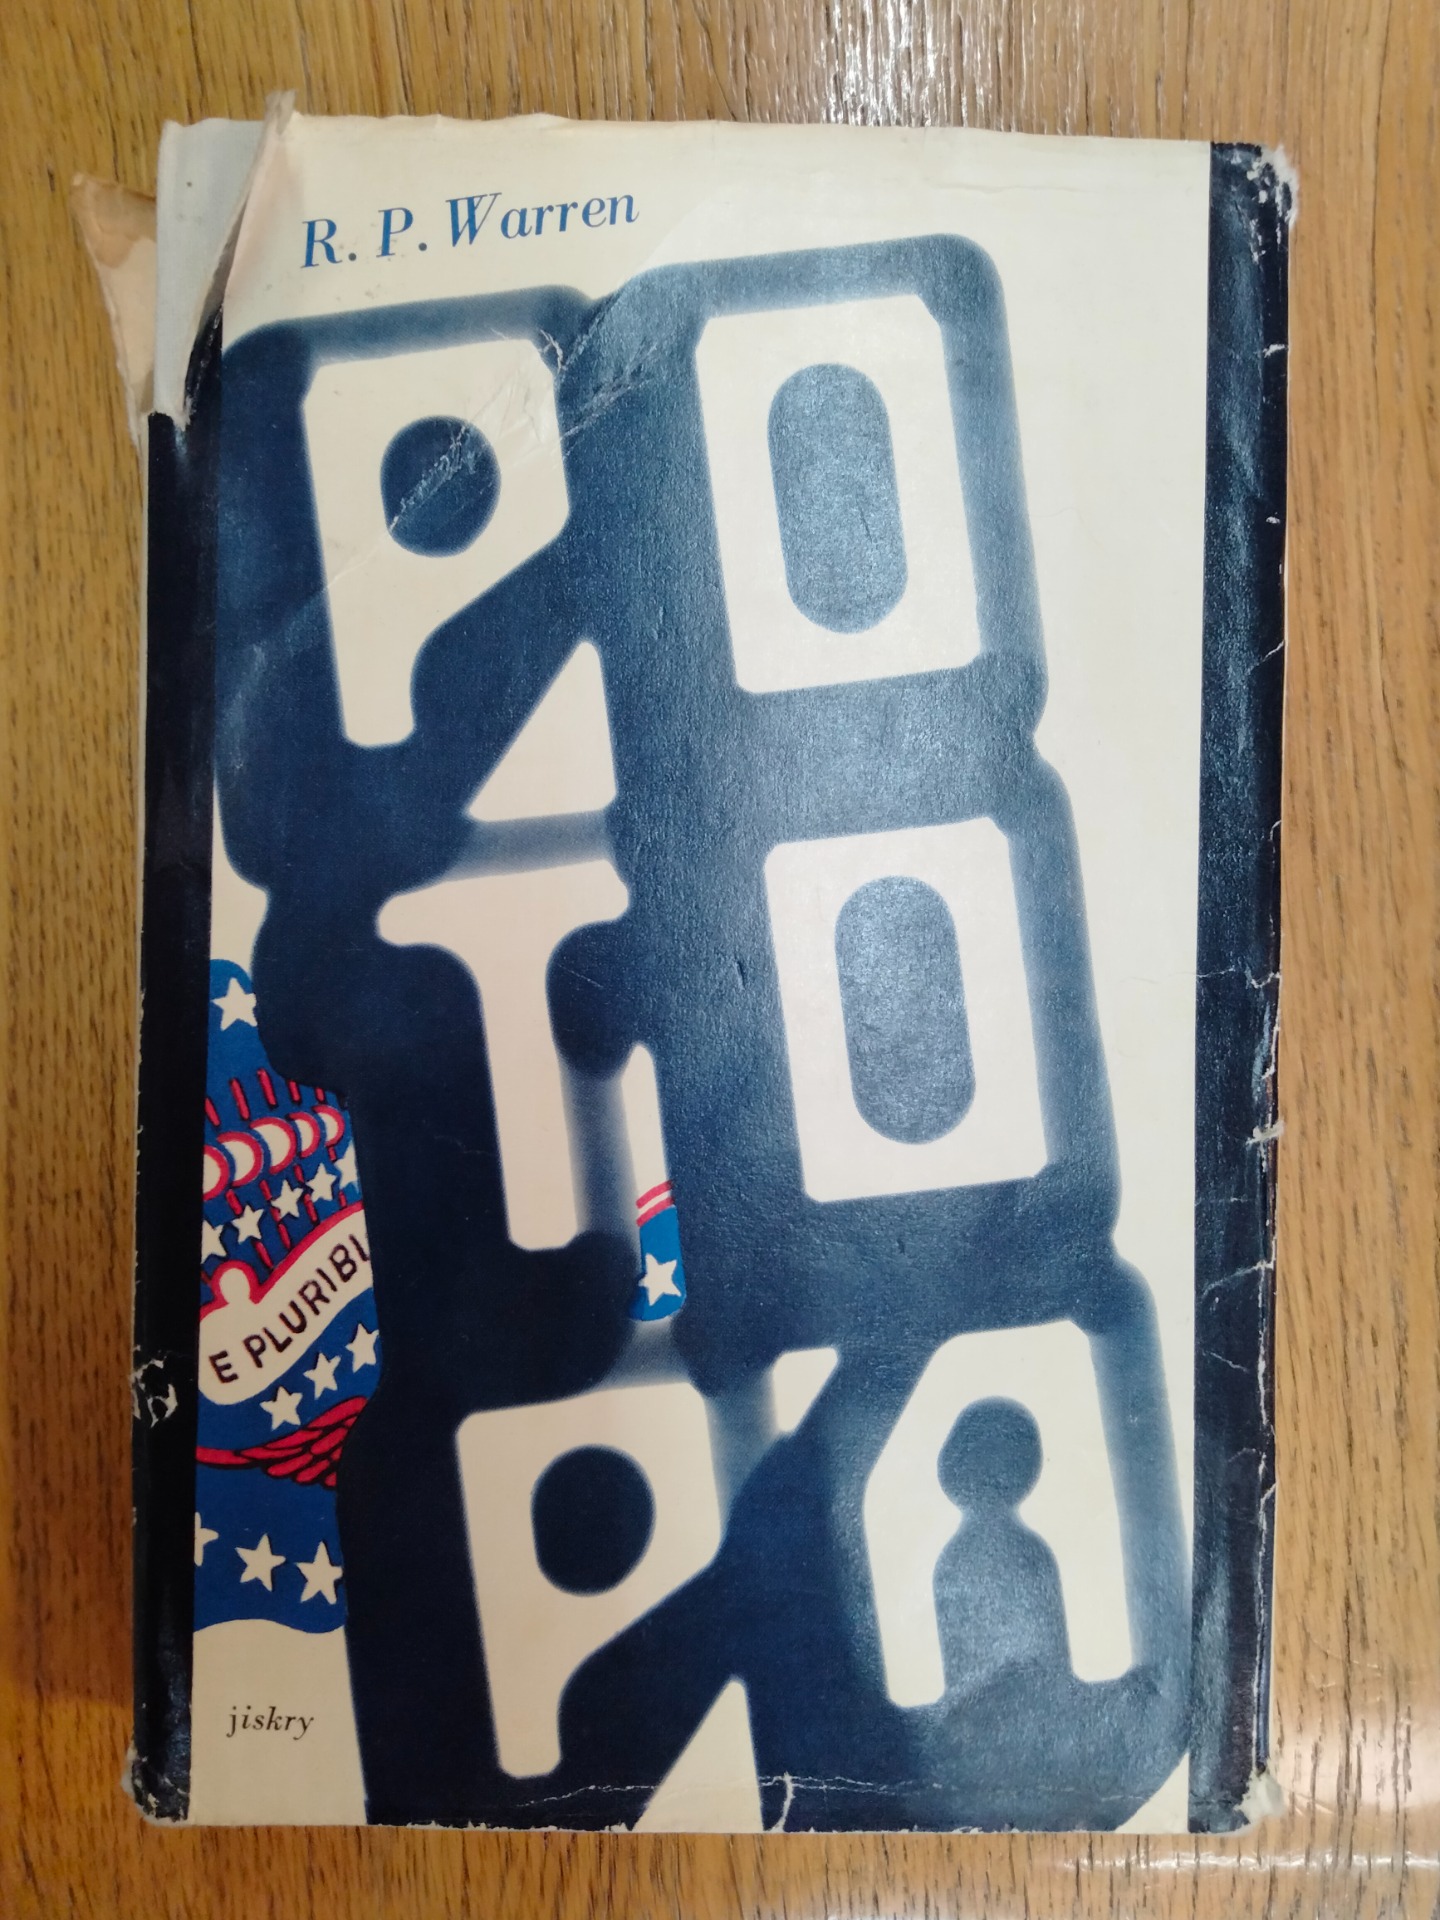 R. P. Warren
PO
TO
PA
E PLURIBU
jiskry